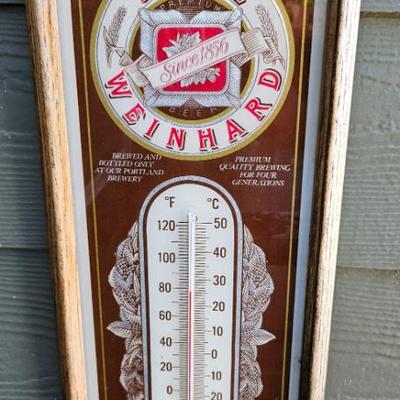 PREMIUM
Since 1856
WEINHARD
BEER
BREWED AND
BOTTLED ONLY
AT OUR PORTLAND
BREWERY
PREMIUM
QUALITY BREWING
FOR FOUR
GENERATIONS
°F °C
120 50
100 40
80 30
60 20
40 10
20 0
0 10
20